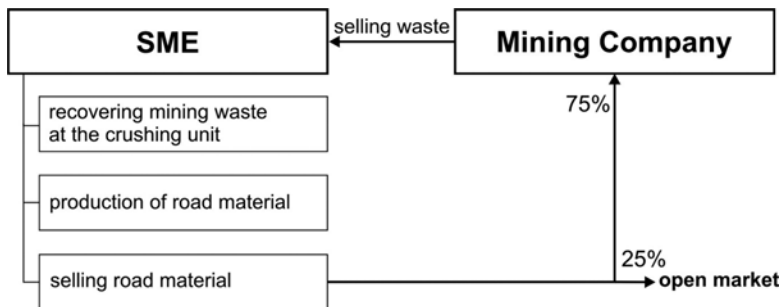 SME
selling waste
Mining Company
recovering mining waste
at the crushing unit
75%
production of road material
selling road material
25%
open market